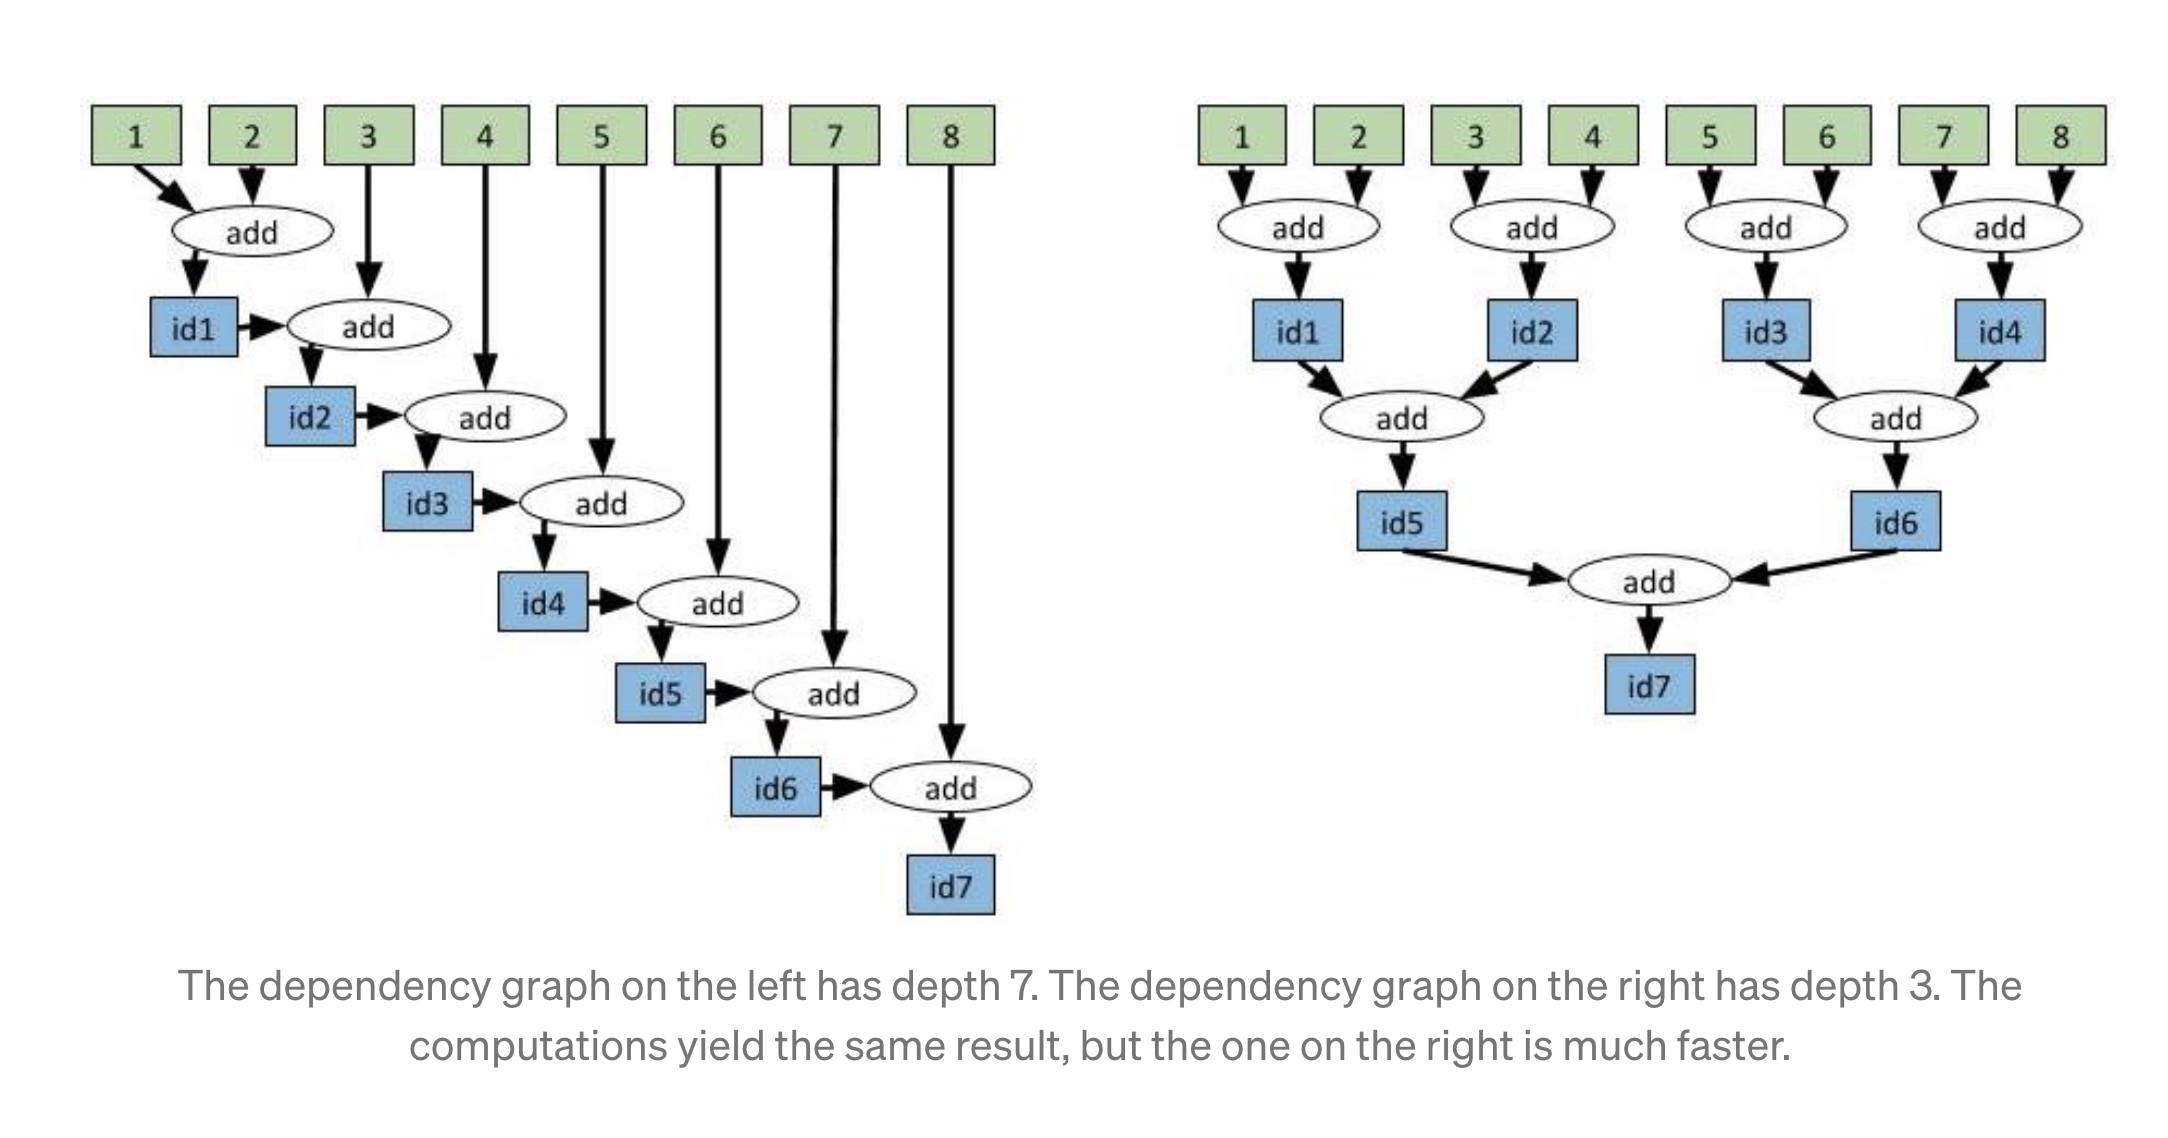 1 2 3 4 5 6 7 8
add
id1 add
id2 add
id3 add
id4 add
id5 add
id6 add
id7
1 2 3 4 5 6 7 8
add add add add
id1 id2 id3 id4
add add
id5 id6
add
id7
The dependency graph on the left has depth 7. The dependency graph on the right has depth 3. The
computations yield the same result, but the one on the right is much faster.